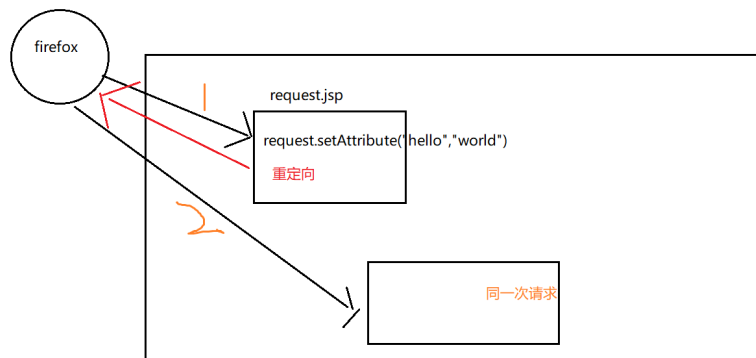 firefox
1
request.jsp
request.setAttribute("hello","world")
重定向
2
同一次请求